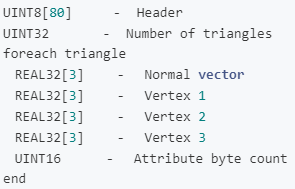 UINT8[80] - Header
UINT32 - Number of triangles
foreach triangle
REAL32[3] - Normal vector
REAL32[3] - Vertex 1
REAL32[3] - Vertex 2
REAL32[3] - Vertex 3
UINT16 - Attribute byte count
end